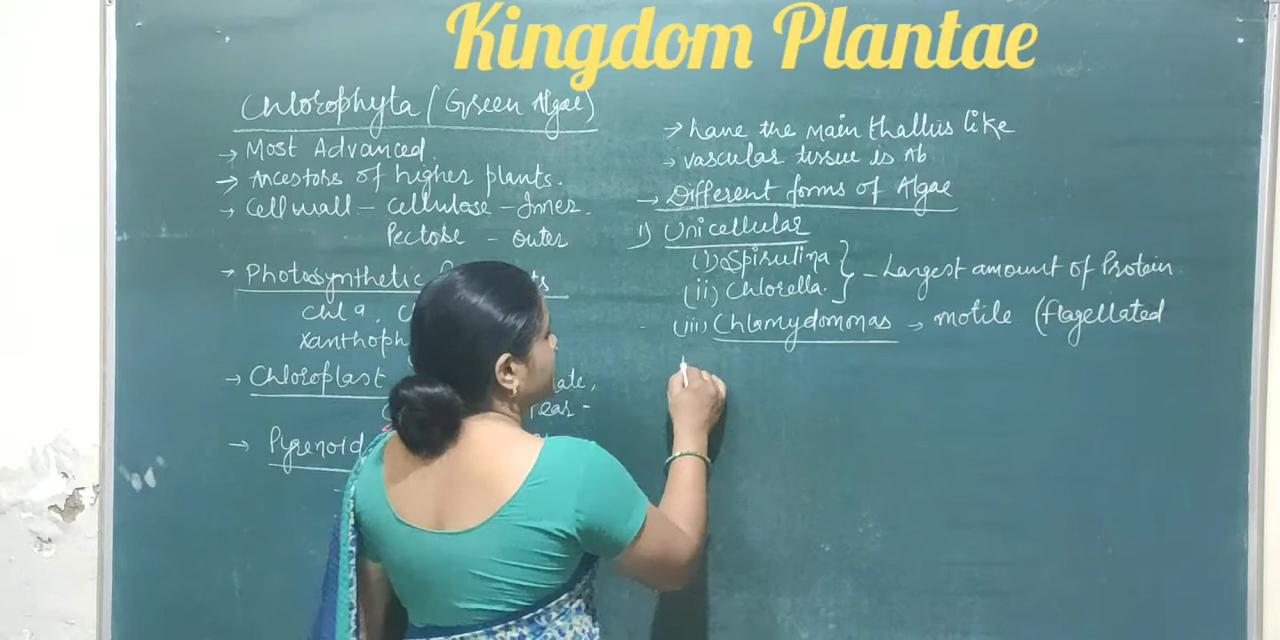 Kingdom Plantae
Chlorophyta (Green Algae)
→ Most Advanced.
→ Ancestors of higher plants.
→ Cell wall – Cellulose – Inner.
Pectose – outer
→ Photosynthetic
Chl a,
Xanthoph
→ Chloroplast
→ Pyrenoid
→ have the main thallus like
→ vascular tissue is Ab
→ Different forms of Algae
1) Unicellular
(i) Spirulina
(ii) Chlorella. } – Largest amount of Protein
(iii) Chlamydomonas → motile (flagellated